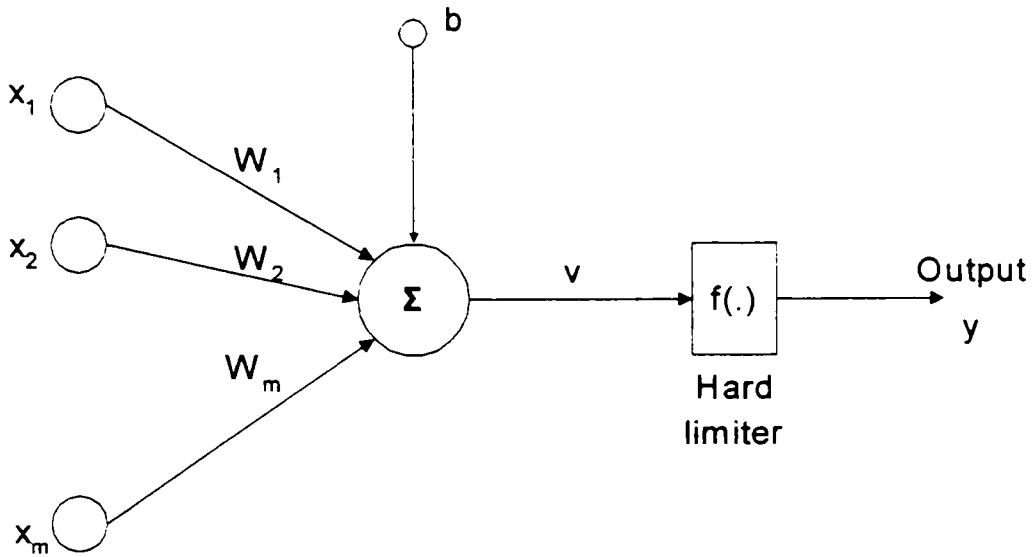 b
x₁
W₁
x₂
W₂
Σ
v
f(.)
Output
y
Hard
limiter
Wₘ
xₘ